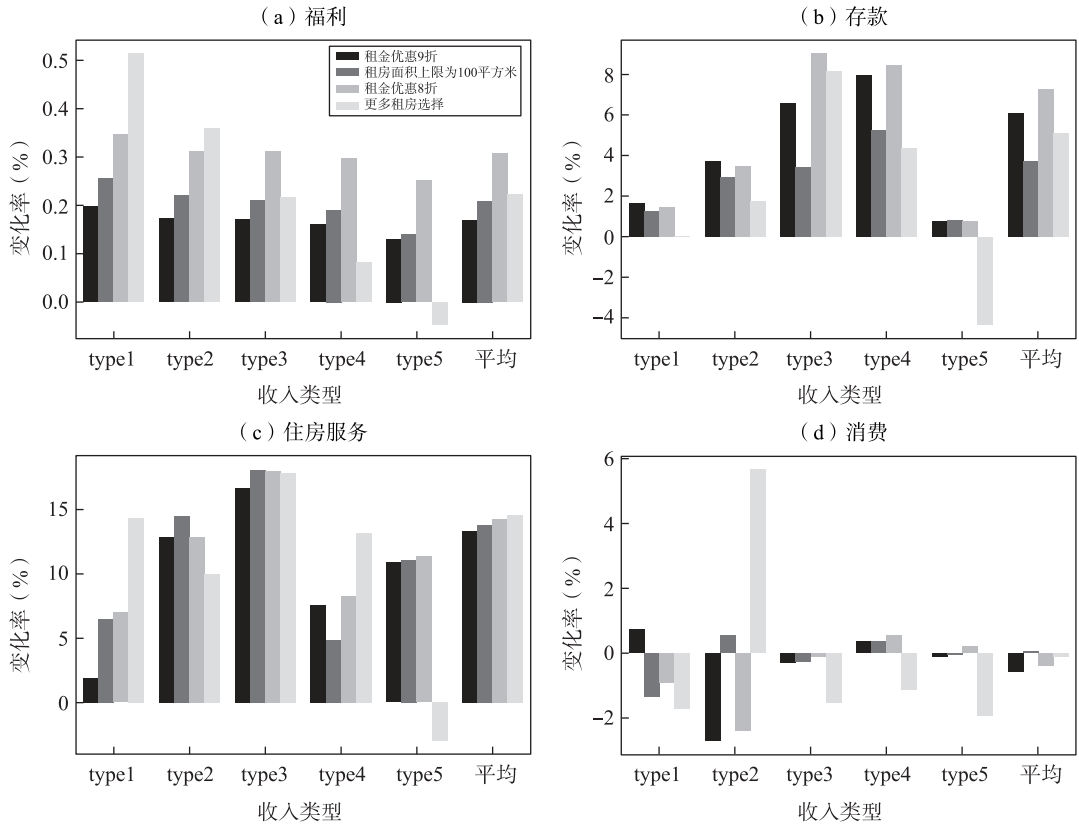 （a）福利
0.5
0.4
0.3
0.2
0.1
0.0
变化率（%）
租金优惠9折
租房面积上限为100平方米
租金优惠8折
更多租房选择
type1 type2 type3 type4 type5 平均
收入类型
（b）存款
8
6
4
2
0
−2
−4
变化率（%）
type1 type2 type3 type4 type5 平均
收入类型
（c）住房服务
15
10
5
0
变化率（%）
type1 type2 type3 type4 type5 平均
收入类型
（d）消费
6
4
2
0
−2
变化率（%）
type1 type2 type3 type4 type5 平均
收入类型